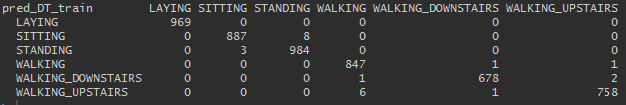 pred_DT_train LAYING SITTING STANDING WALKING WALKING_DOWNSTAIRS WALKING_UPSTAIRS
LAYING 969 0 0 0 0 0
SITTING 0 887 8 0 0 0
STANDING 0 3 984 0 0 0
WALKING 0 0 0 847 1 1
WALKING_DOWNSTAIRS 0 0 0 1 678 2
WALKING_UPSTAIRS 0 0 0 6 1 758